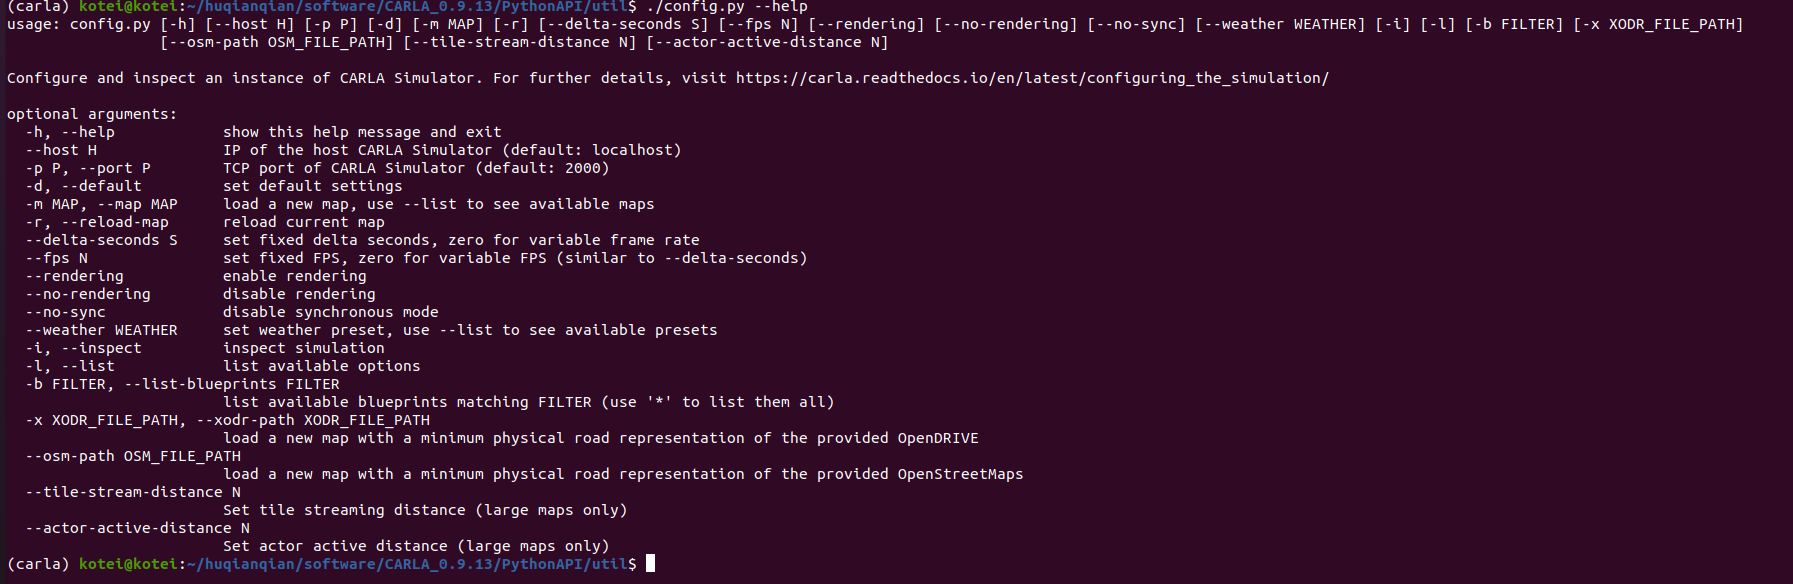 (carla) kotei@kotei:~/huqianqian/software/CARLA_0.9.13/PythonAPI/util$ ./config.py --help
usage: config.py [-h] [--host H] [-p P] [-d] [-m MAP] [-r] [--delta-seconds S] [--fps N] [--rendering] [--no-rendering] [--no-sync] [--weather WEATHER] [-i] [-l] [-b FILTER] [-x XODR_FILE_PATH]
                 [--osm-path OSM_FILE_PATH] [--tile-stream-distance N] [--actor-active-distance N]

Configure and inspect an instance of CARLA Simulator. For further details, visit https://carla.readthedocs.io/en/latest/configuring_the_simulation/

optional arguments:
  -h, --help            show this help message and exit
  --host H              IP of the host CARLA Simulator (default: localhost)
  -p P, --port P        TCP port of CARLA Simulator (default: 2000)
  -d, --default         set default settings
  -m MAP, --map MAP     load a new map, use --list to see available maps
  -r, --reload-map      reload current map
  --delta-seconds S     set fixed delta seconds, zero for variable frame rate
  --fps N               set fixed FPS, zero for variable FPS (similar to --delta-seconds)
  --rendering           enable rendering
  --no-rendering        disable rendering
  --no-sync             disable synchronous mode
  --weather WEATHER     set weather preset, use --list to see available presets
  -i, --inspect         inspect simulation
  -l, --list            list available options
  -b FILTER, --list-blueprints FILTER
                        list available blueprints matching FILTER (use '*' to list them all)
  -x XODR_FILE_PATH, --xodr-path XODR_FILE_PATH
                        load a new map with a minimum physical road representation of the provided OpenDRIVE
  --osm-path OSM_FILE_PATH
                        load a new map with a minimum physical road representation of the provided OpenStreetMaps
  --tile-stream-distance N
                        Set tile streaming distance (large maps only)
  --actor-active-distance N
                        Set actor active distance (large maps only)
(carla) kotei@kotei:~/huqianqian/software/CARLA_0.9.13/PythonAPI/util$